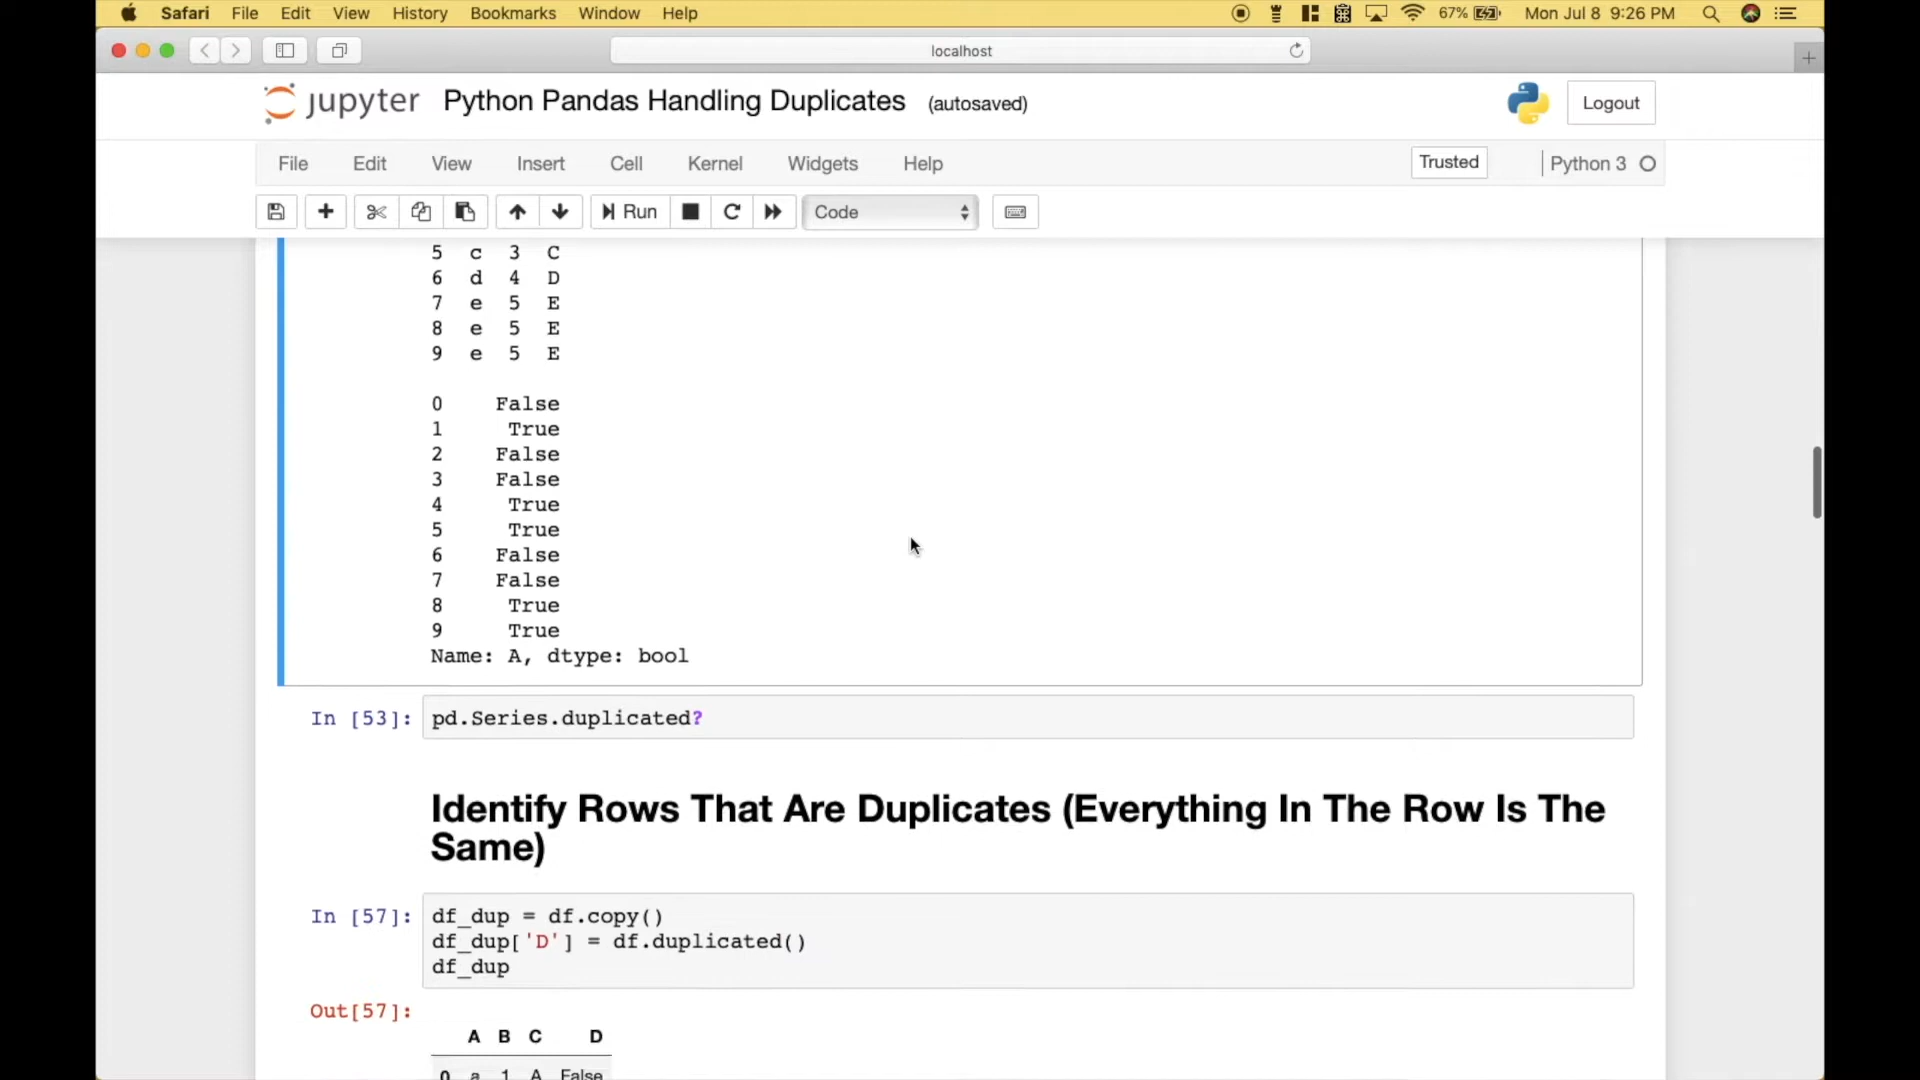 Safari File Edit View History Bookmarks Window Help 67% Mon Jul 8 9:26 PM
localhost
jupyter Python Pandas Handling Duplicates (autosaved) Logout
File Edit View Insert Cell Kernel Widgets Help Trusted Python 3
Run Code
5 c 3 C
6 d 4 D
7 e 5 E
8 e 5 E
9 e 5 E
0 False
1 True
2 False
3 False
4 True
5 True
6 False
7 False
8 True
9 True
Name: A, dtype: bool
In [53]: pd.Series.duplicated?
Identify Rows That Are Duplicates (Everything In The Row Is The
Same)
In [57]: df_dup = df.copy()
df_dup['D'] = df.duplicated()
df_dup
Out[57]:
A B C D
0 a 1 A False